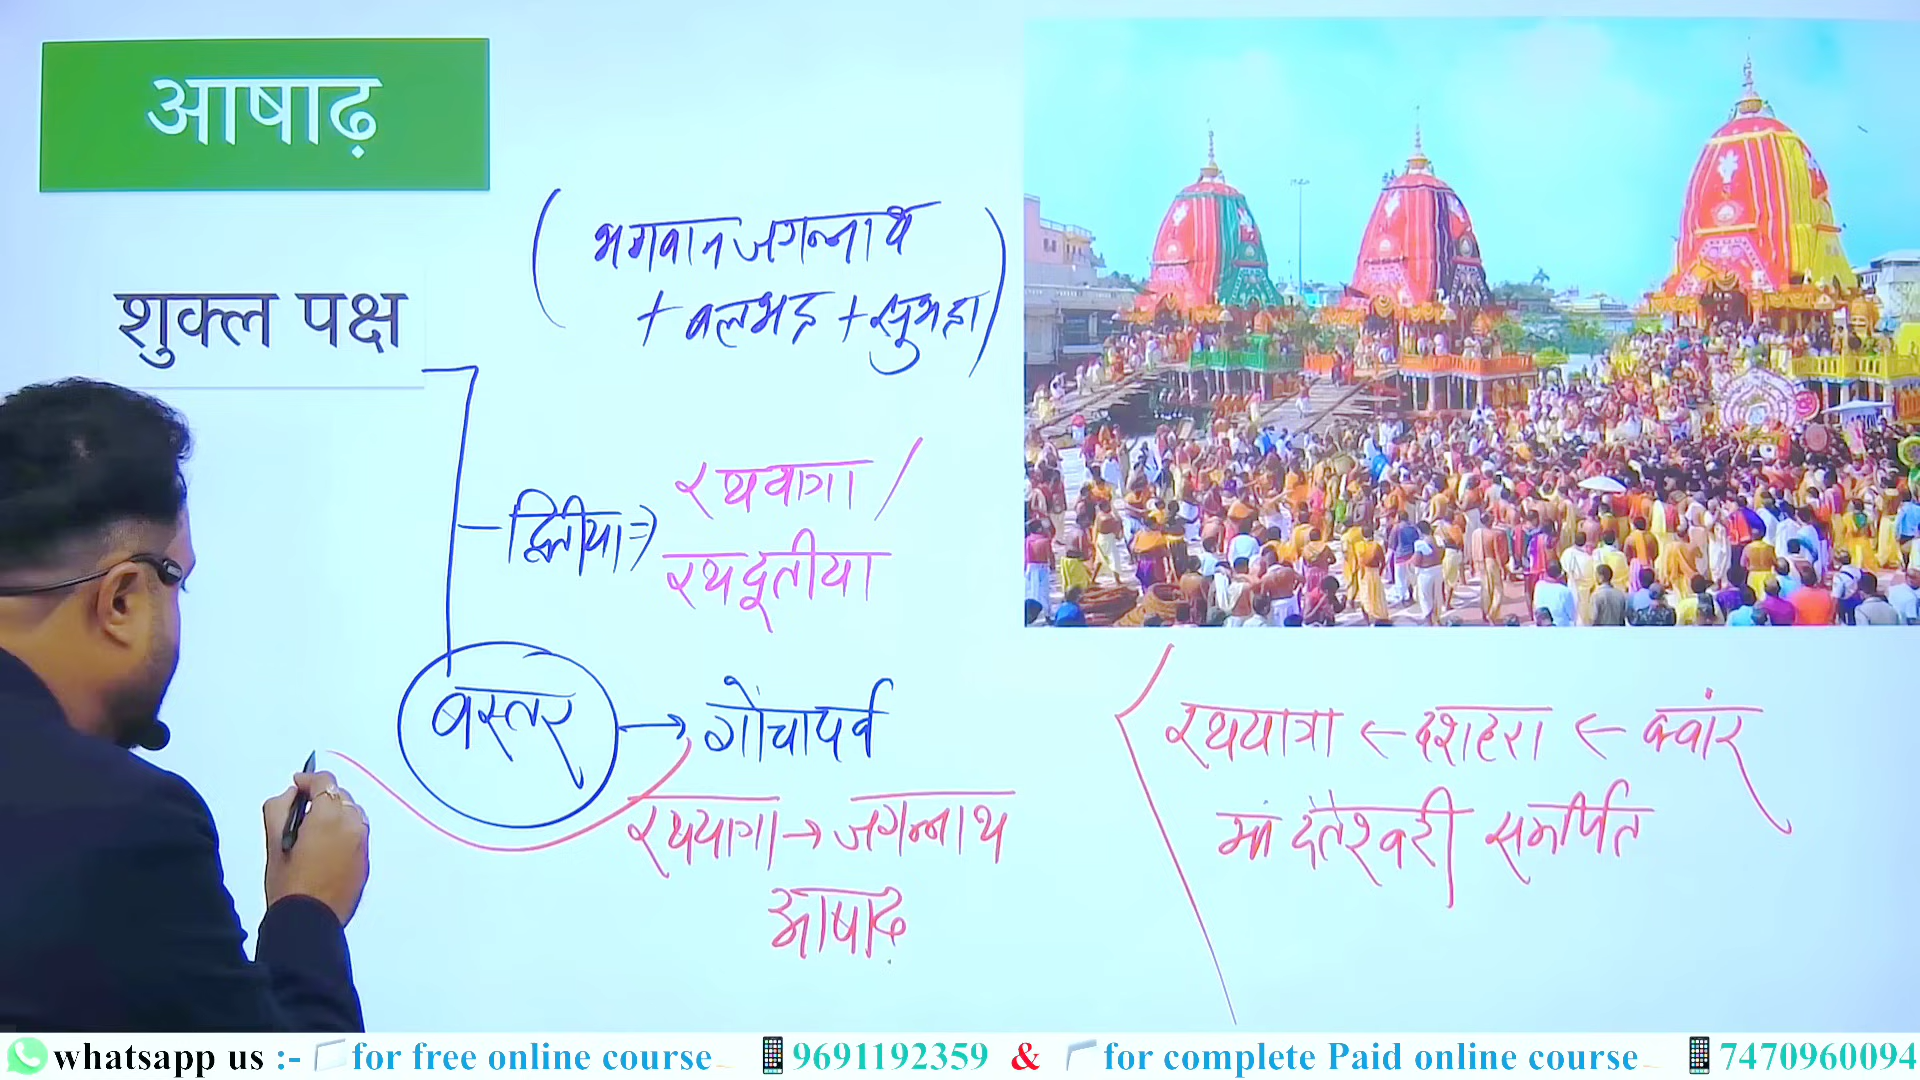 आषाढ़
शुक्ल पक्ष
(भगवान जगन्नाथ
+ बलभद्र + सुभद्रा)
द्वितीया ⇒ रथयात्रा /
रथदूतीया
बस्तर → गोंचापर्व
रथयात्रा → जगन्नाथ
आषाढ़
रथयात्रा ← दशहरा ← क्वांर
मां दंतेश्वरी समर्पित
whatsapp us :- for free online course 9691192359 & for complete Paid online course 7470960094